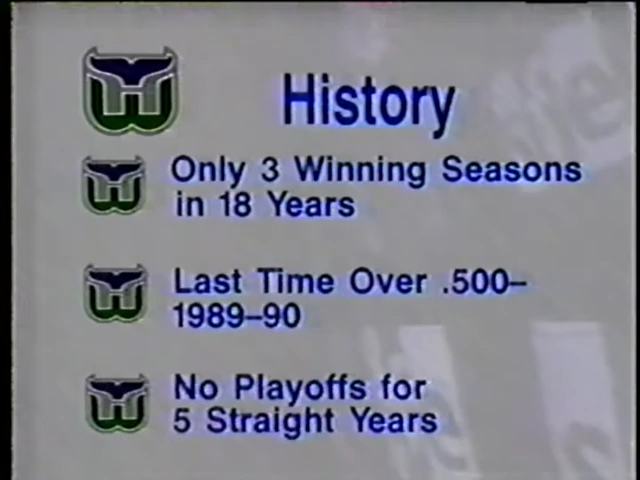 History
Only 3 Winning Seasons
in 18 Years
Last Time Over .500–
1989–90
No Playoffs for
5 Straight Years